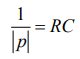 1/|p| = RC